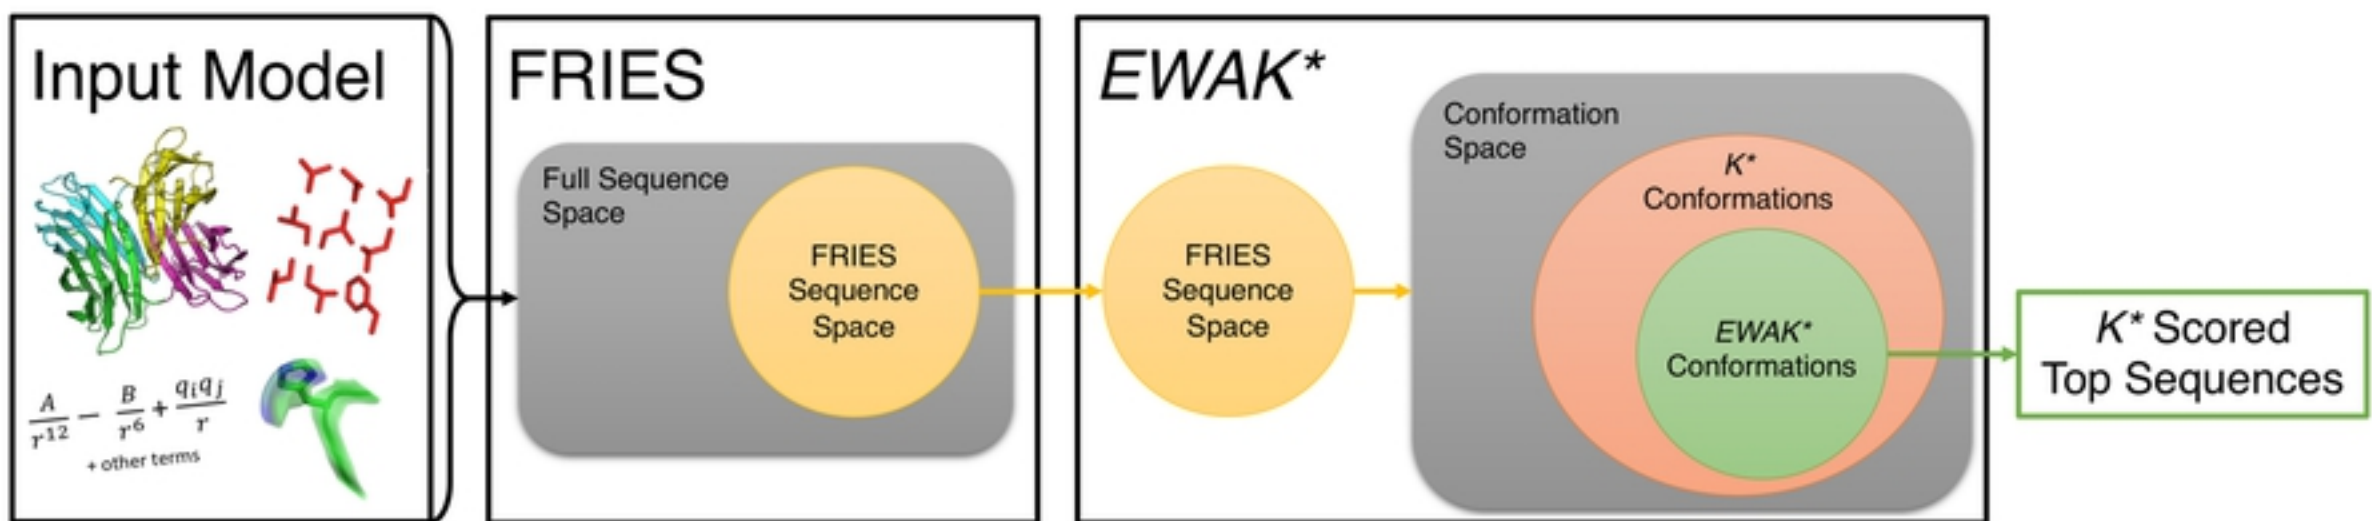 Input Model
A/r^12 − B/r^6 + q_i q_j/r
+ other terms
FRIES
Full Sequence
Space
FRIES
Sequence
Space
EWAK*
FRIES
Sequence
Space
Conformation
Space
K*
Conformations
EWAK*
Conformations
K* Scored
Top Sequences